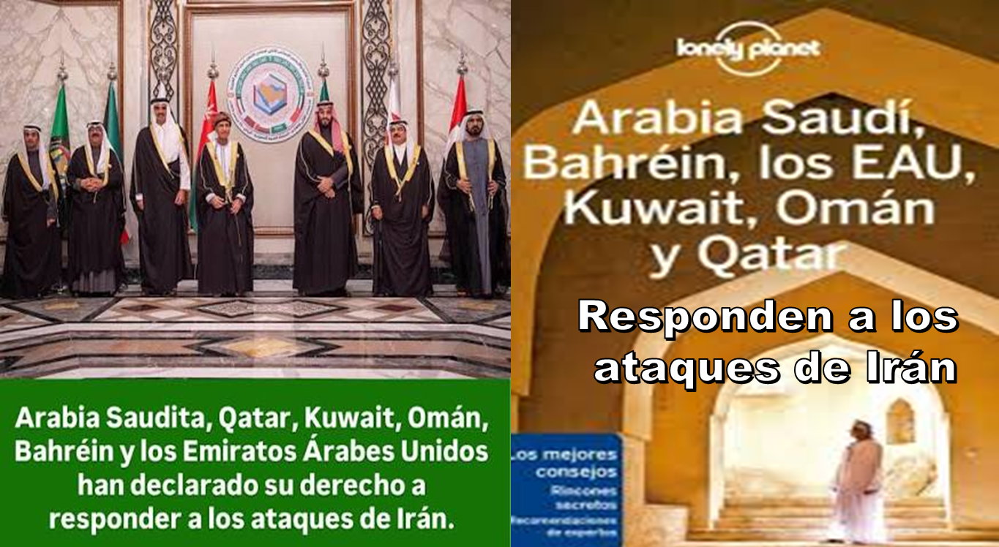 Arabia Saudita, Qatar, Kuwait, Omán,
Bahréin y los Emiratos Árabes Unidos
han declarado su derecho a
responder a los ataques de Irán.
lonely planet
Arabia Saudí,
Bahréin, los EAU,
Kuwait, Omán
y Qatar
Responden a los
ataques de Irán
Los mejores
consejos
Rincones
secretos
Recomendaciones
de expertos